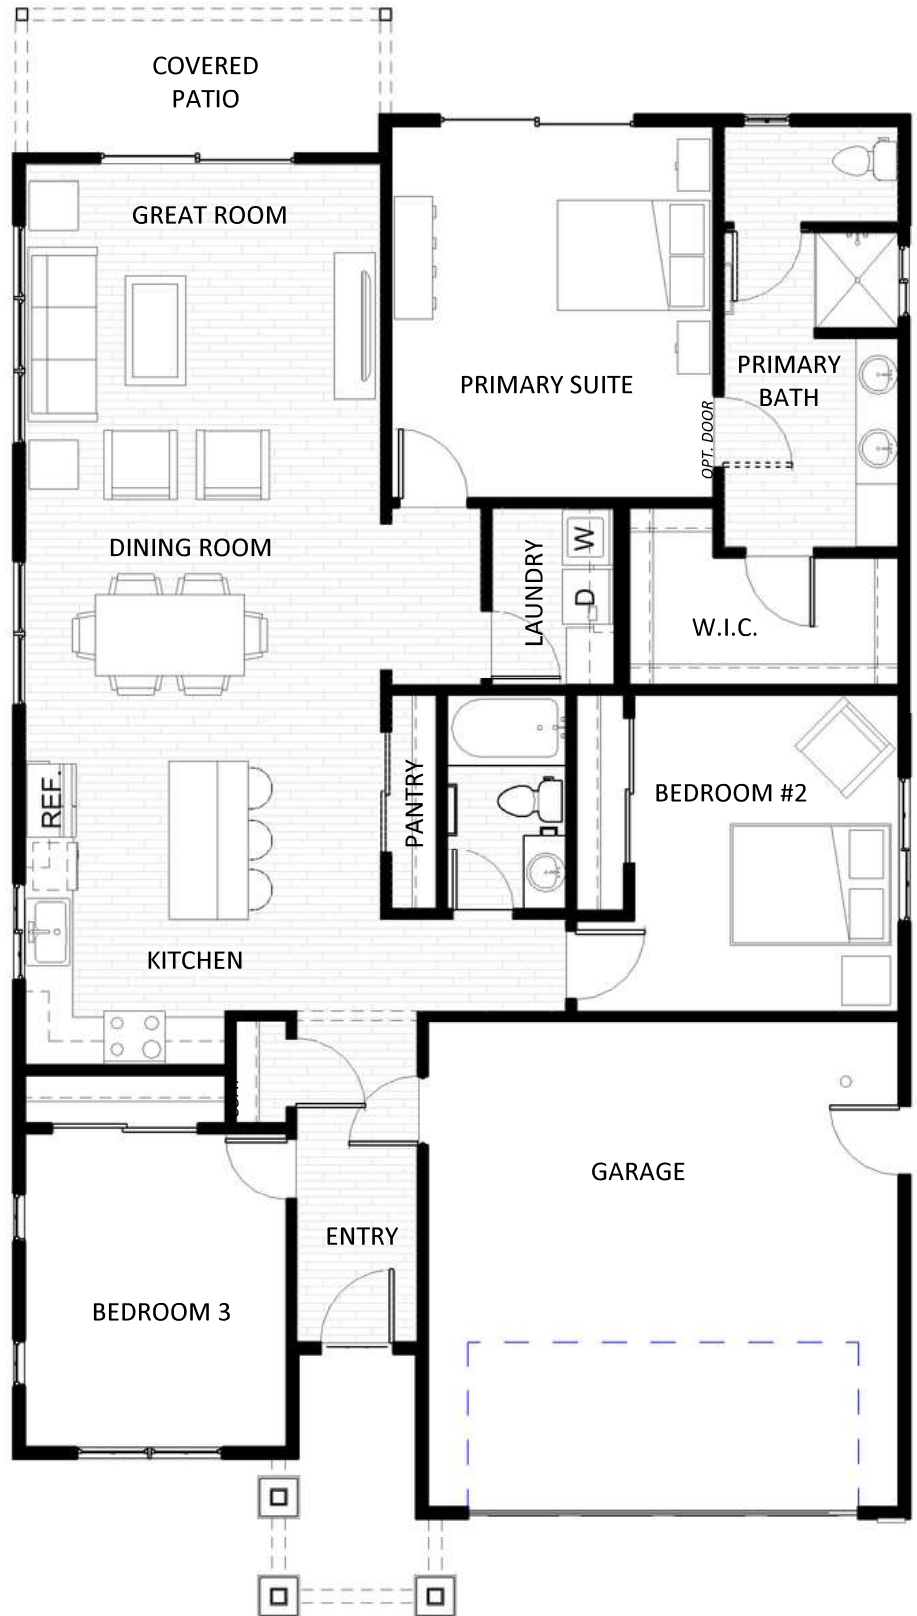 COVERED
PATIO
GREAT ROOM
PRIMARY SUITE
PRIMARY
BATH
OPT. DOOR
DINING ROOM
LAUNDRY
W
D
W.I.C.
REF.
PANTRY
BEDROOM #2
KITCHEN
GARAGE
ENTRY
BEDROOM 3